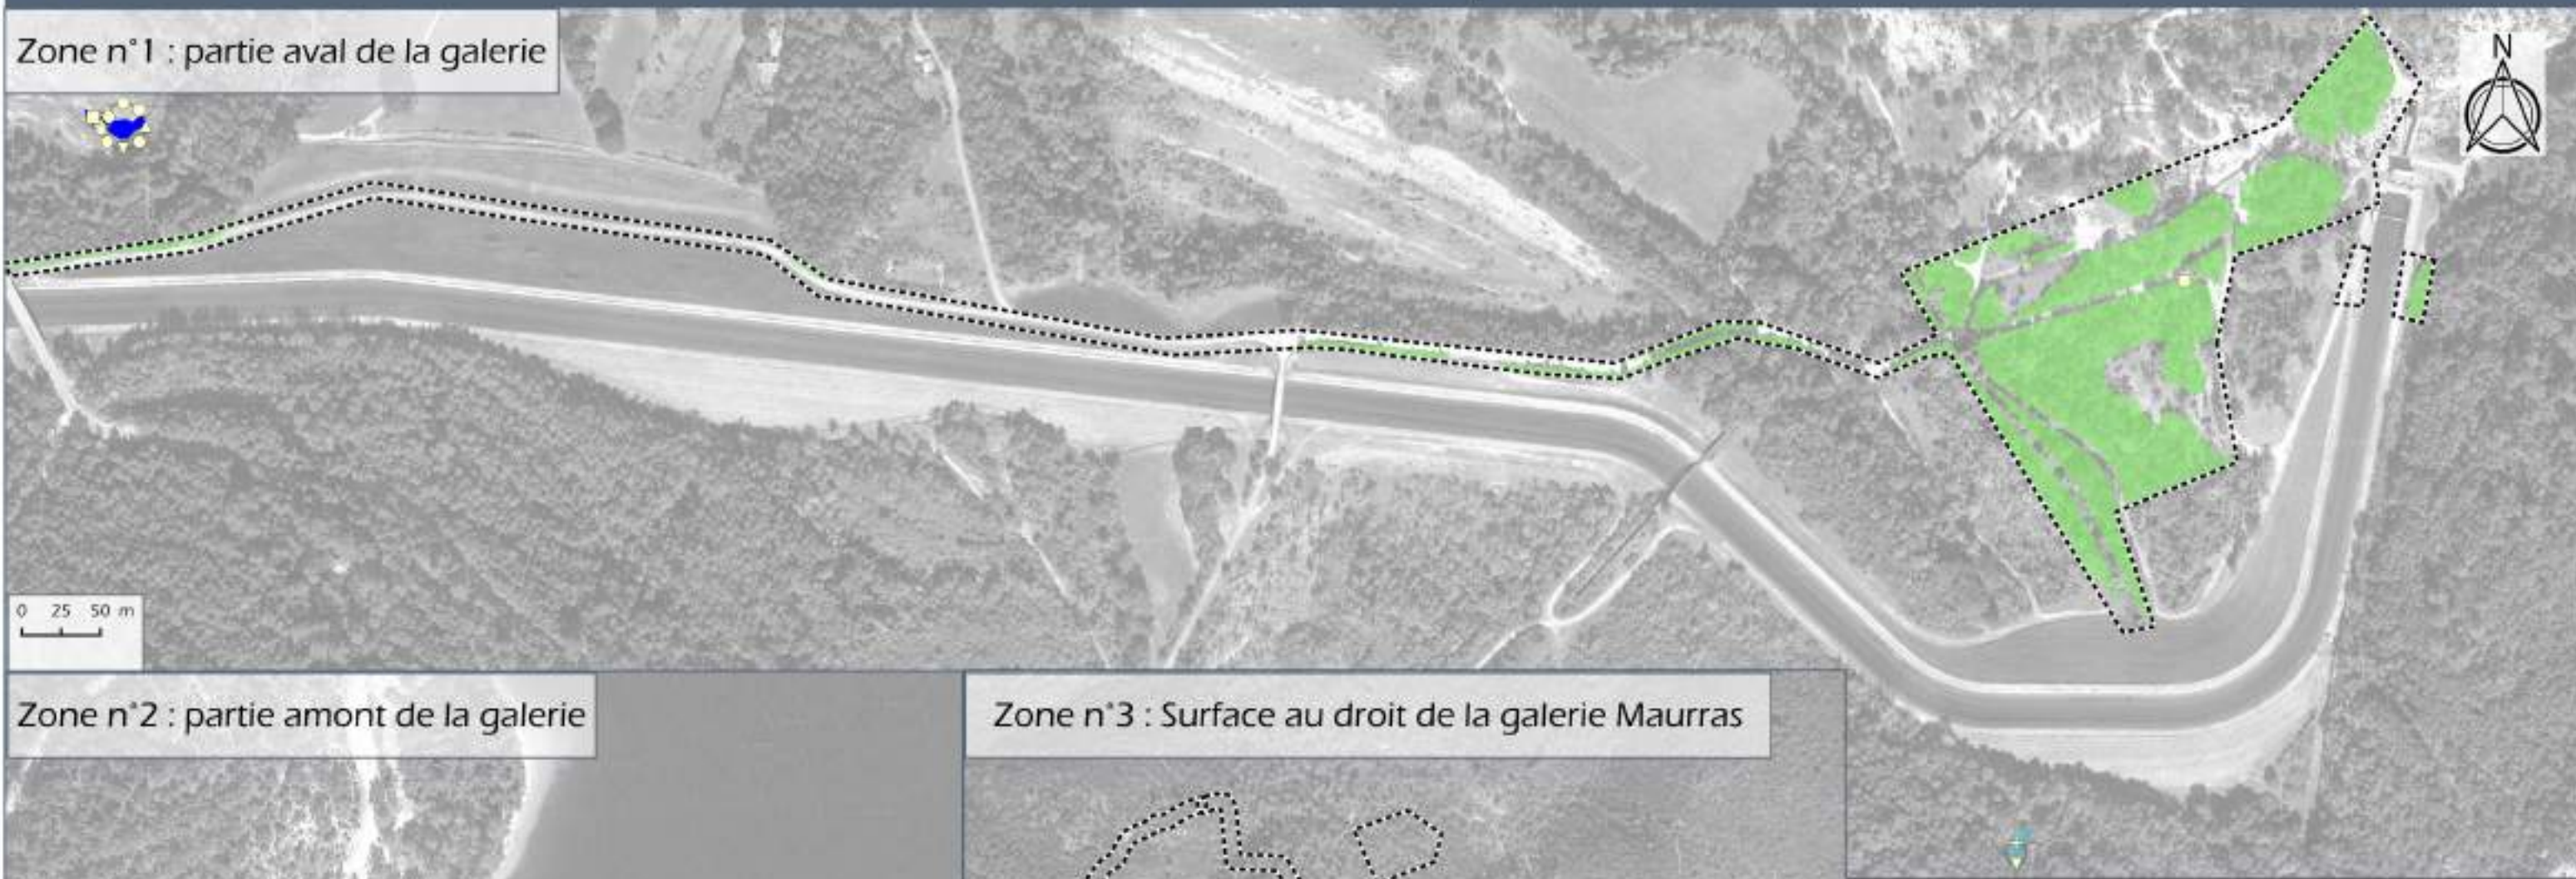 Zone n°1 : partie aval de la galerie
N
0 25 50 m
Zone n°2 : partie amont de la galerie
Zone n°3 : Surface au droit de la galerie Maurras